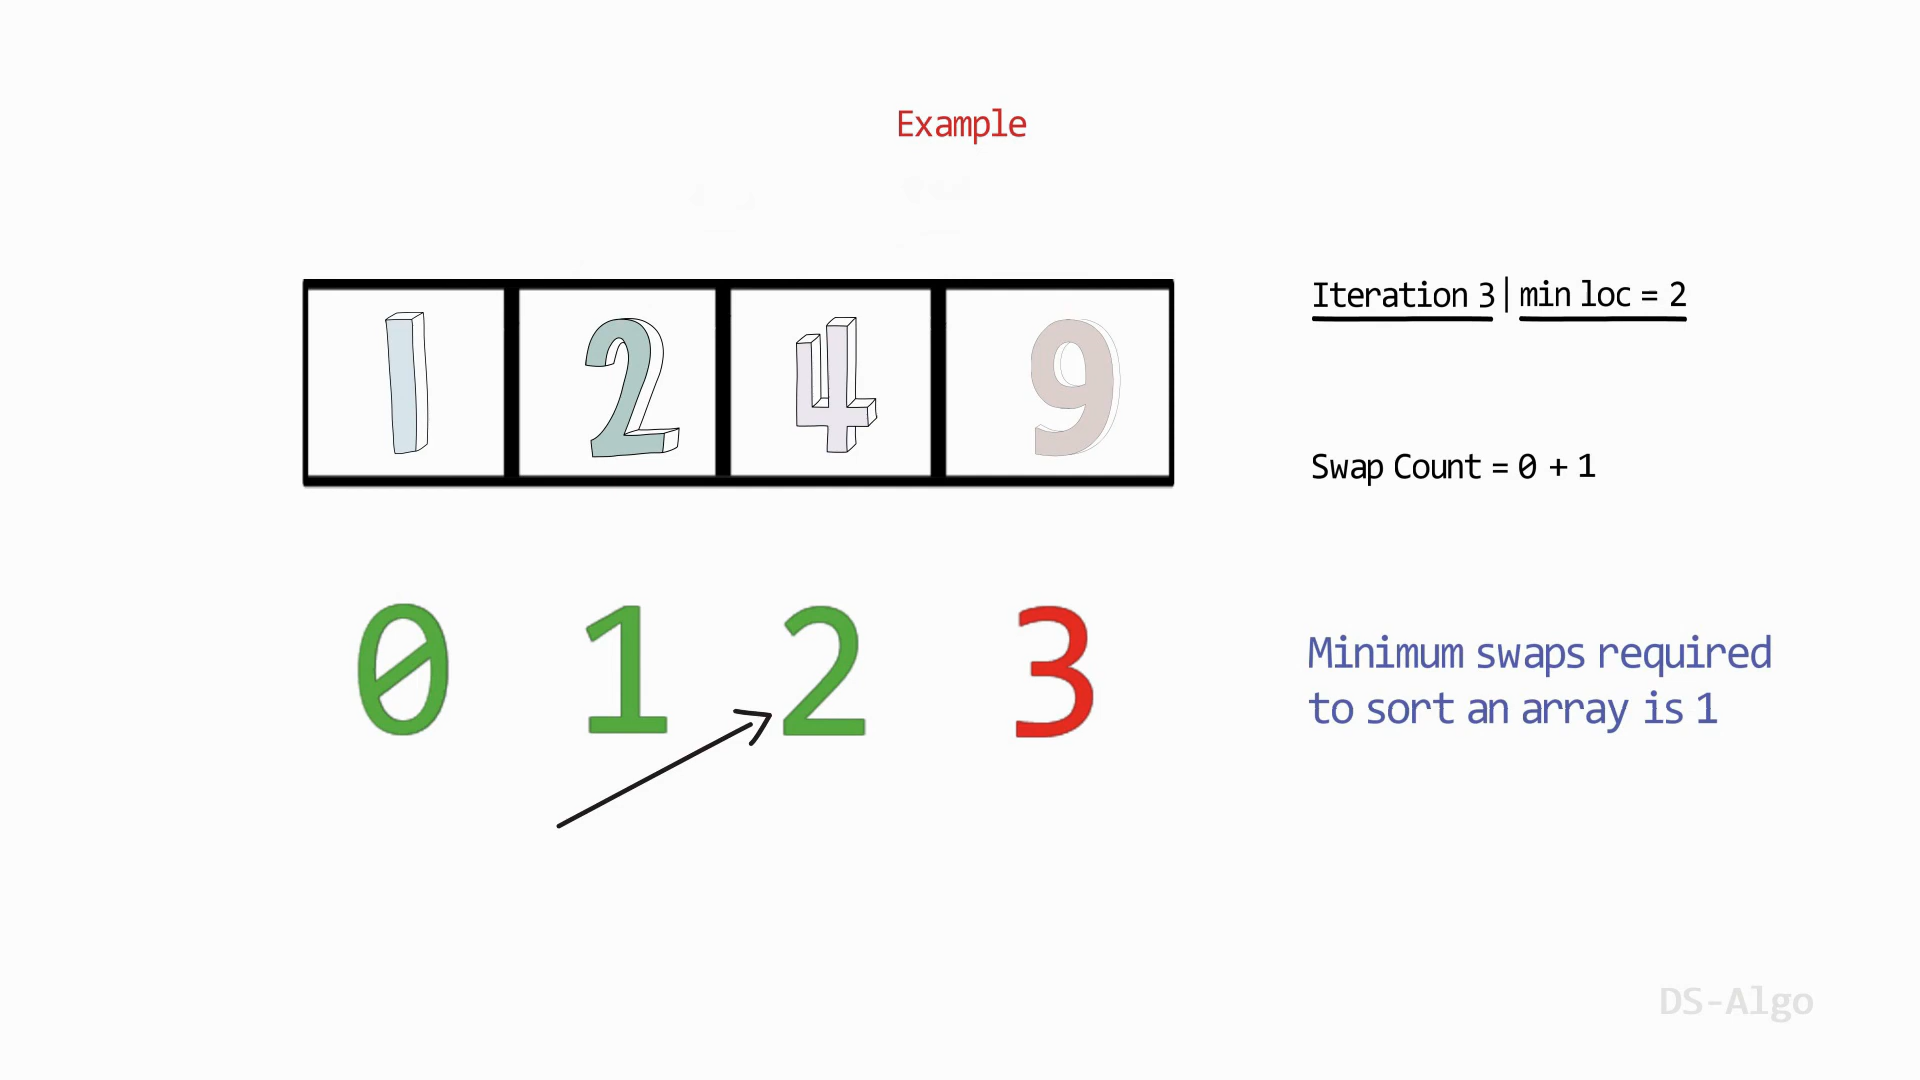 Example
1 2 4 9
Iteration 3 | min loc = 2
Swap Count = 0 + 1
0 1 2 3
Minimum swaps required
to sort an array is 1
DS-Algo